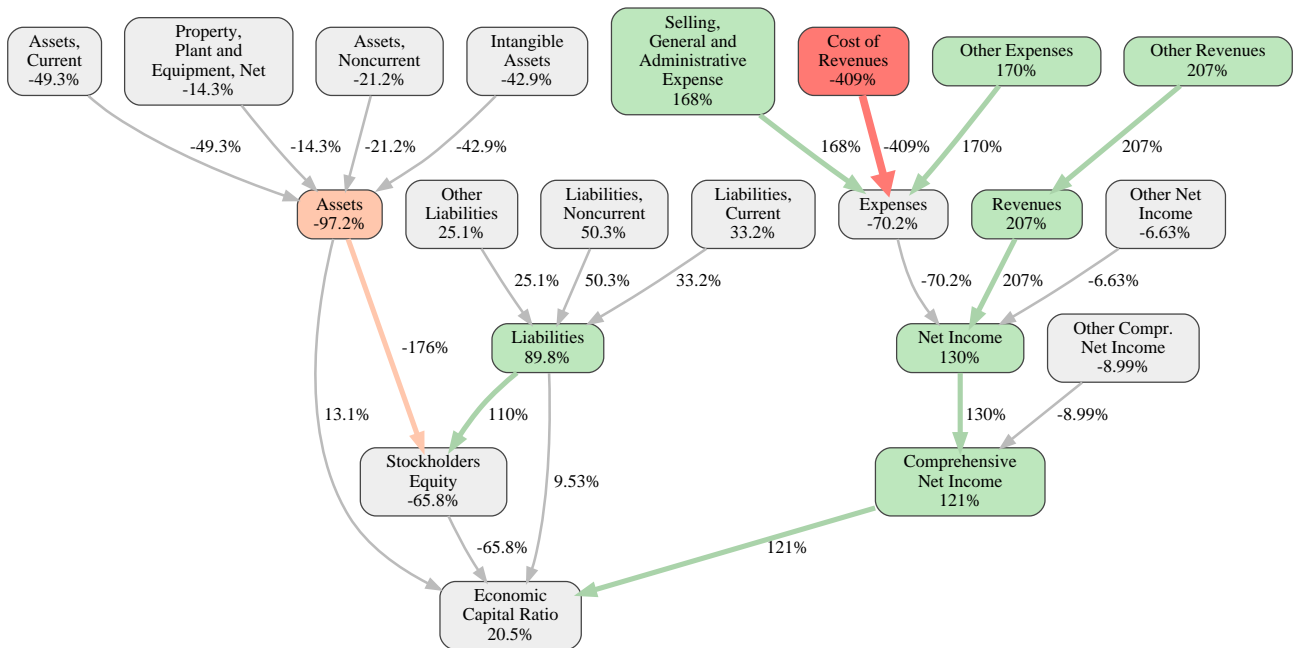 Assets,
Current
-49.3%
Property,
Plant and
Equipment, Net
-14.3%
Assets,
Noncurrent
-21.2%
Intangible
Assets
-42.9%
Selling,
General and
Administrative
Expense
168%
Cost of
Revenues
-409%
Other Expenses
170%
Other Revenues
207%
-49.3%
-14.3%
-21.2%
-42.9%
168%
-409%
170%
207%
Assets
-97.2%
Other
Liabilities
25.1%
Liabilities,
Noncurrent
50.3%
Liabilities,
Current
33.2%
Expenses
-70.2%
Revenues
207%
Other Net
Income
-6.63%
25.1%
50.3%
33.2%
-70.2%
207%
-6.63%
-176%
Liabilities
89.8%
Net Income
130%
Other Compr.
Net Income
-8.99%
13.1%
110%
130%
-8.99%
Stockholders
Equity
-65.8%
9.53%
Comprehensive
Net Income
121%
-65.8%
121%
Economic
Capital Ratio
20.5%